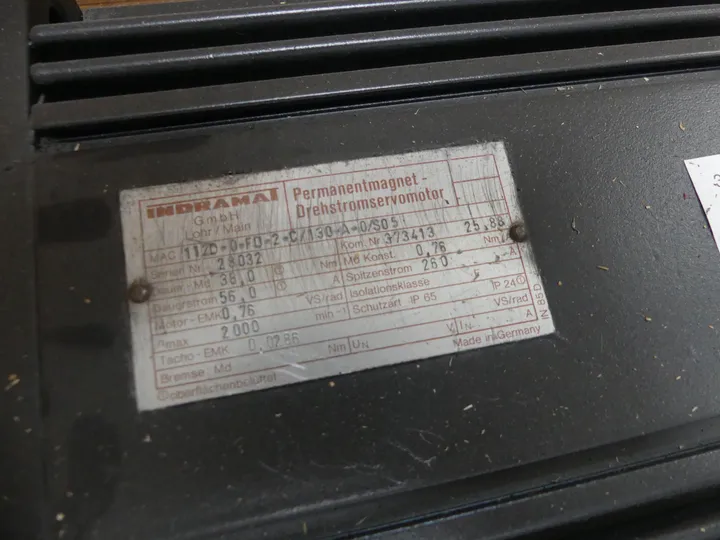 INDRAMAT
G.m.b.H.
Lohr / Main
Permanentmagnet-
Drehstromservomotor
MAC 112D-0-FD-2-C/130-A-0/S05
Serien Nr. 28032 Kom. Nr. 373413 25.88
Dauer-Md 38,0 Nm Md Konst. 0,76 Nm/A
Dauerstrom 56,0 A Spitzenstrom 260 A
Motor-EMK 0,76 VS/rad Isolationsklasse
nmax 2000 min-1 Schutzart IP 65 IP 24
Tacho-EMK 0,0286 VS/rad
Bremse Md Nm UN V IN A
oberflächenbelüftet Made in Germany
IN 85 D